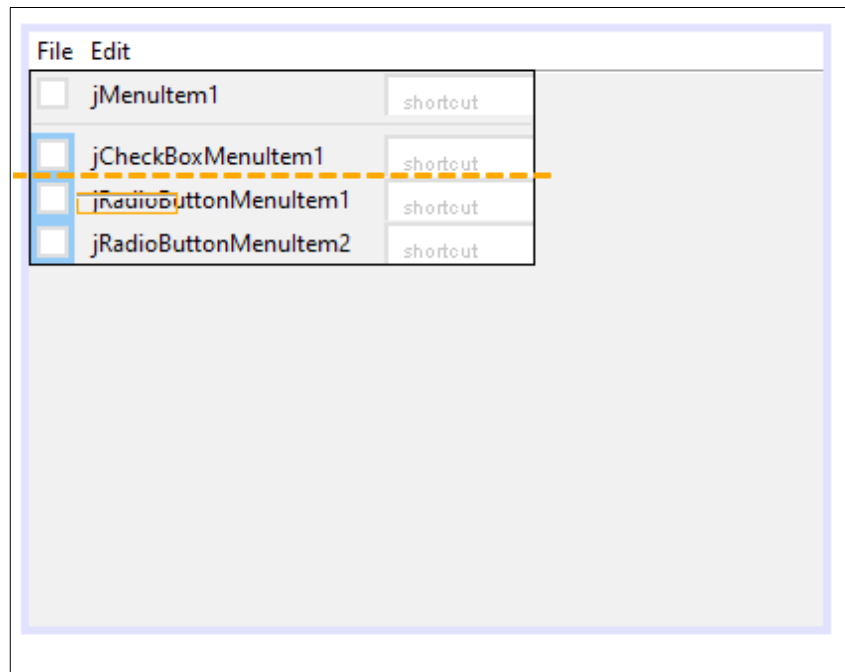 File Edit
jMenuItem1 shortcut
jCheckBoxMenuItem1 shortcut
jRadioButtonMenuItem1 shortcut
jRadioButtonMenuItem2 shortcut